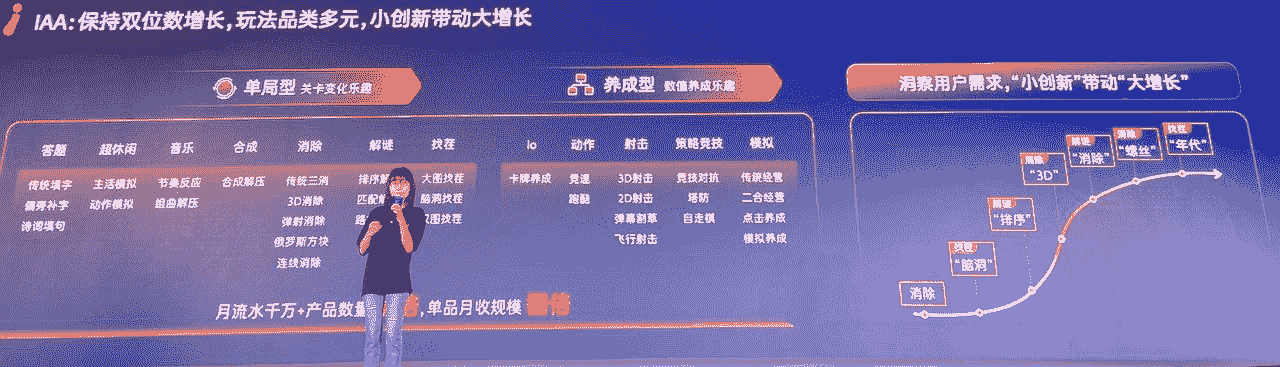 IAA:保持双位数增长,玩法品类多元,小创新带动大增长
单局型 关卡变化乐趣
养成型 数值养成乐趣
洞察用户需求,“小创新”带动“大增长”
答题 超休闲 音乐 合成 消除 解谜 找茬
传统填字 主活模拟 节奏反应 合成解压 传统三消 排序解 大图找茬
偏旁补字 动作模拟 组曲解压 3D消除 匹配 脑洞找茬
诗词填句 弹射消除 图找茬
俄罗斯方块
连线消除
io 动作 射击 策略竞技 模拟
卡牌养成 竞速 3D射击 竞技对抗 传统经营
跑酷 2D射击 塔防 二合经营
弹幕割草 自走棋 点击养成
飞行射击 模拟养成
月流水千万+产品数量 ,单品月收规模
消除
找茬 “脑洞”
解谜 “排序”
消除 “3D”
解谜 “消除”
消除 “螺丝”
找茬 “年代”